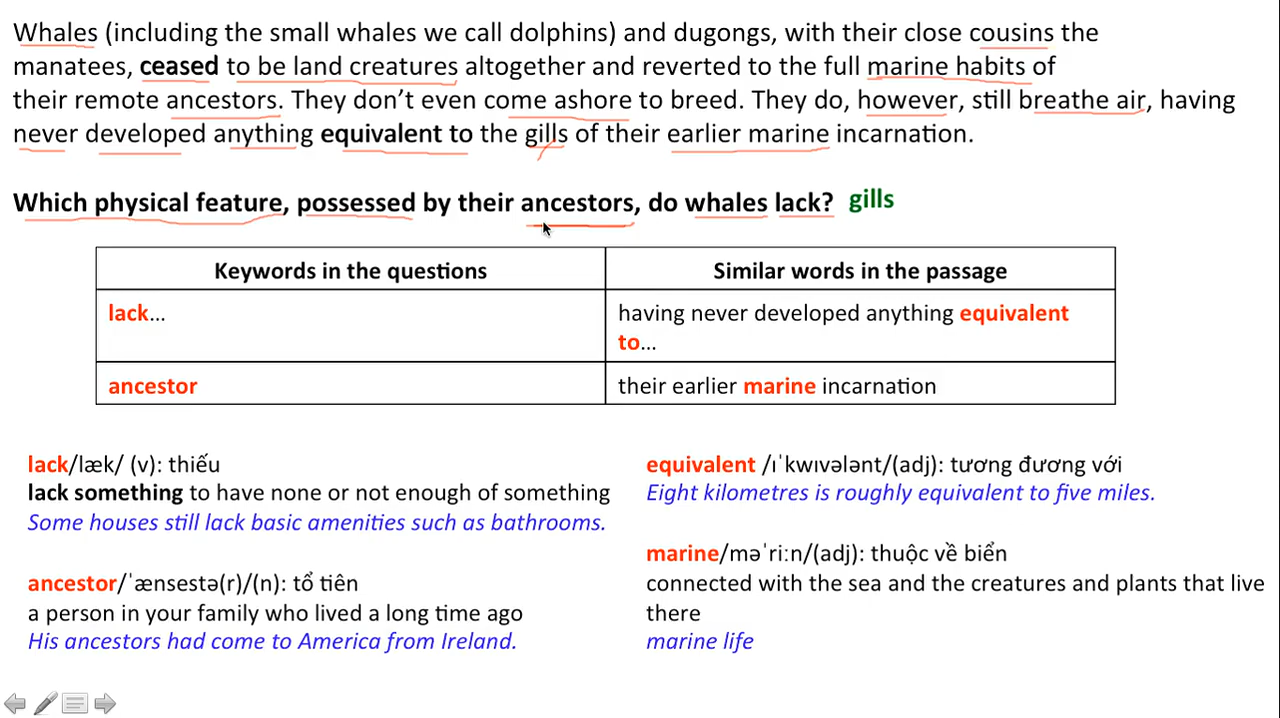 Whales (including the small whales we call dolphins) and dugongs, with their close cousins the
manatees, ceased to be land creatures altogether and reverted to the full marine habits of
their remote ancestors. They don’t even come ashore to breed. They do, however, still breathe air, having
never developed anything equivalent to the gills of their earlier marine incarnation.
Which physical feature, possessed by their ancestors, do whales lack? gills
Keywords in the questions
Similar words in the passage
lack…
having never developed anything equivalent
to…
ancestor
their earlier marine incarnation
lack/læk/ (v): thiếu
lack something to have none or not enough of something
Some houses still lack basic amenities such as bathrooms.
ancestor/ˈænsestə(r)/(n): tổ tiên
a person in your family who lived a long time ago
His ancestors had come to America from Ireland.
equivalent /ɪˈkwɪvələnt/(adj): tương đương với
Eight kilometres is roughly equivalent to five miles.
marine/məˈriːn/(adj): thuộc về biển
connected with the sea and the creatures and plants that live
there
marine life